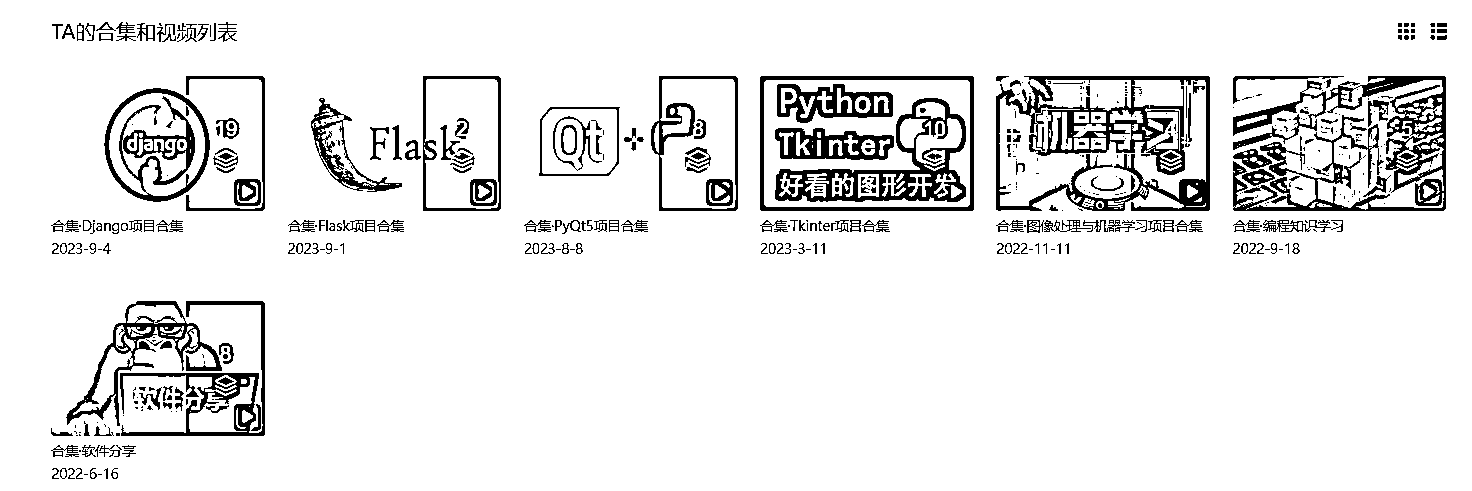 TA的合集和视频列表
django
19
Flask
2
Qt
+
8
Python
Tkinter
好看的图形开发
10
机器学习
5
合集·Django项目合集
2023-9-4
合集·Flask项目合集
2023-9-1
合集·PyQt5项目合集
2023-8-8
合集·Tkinter项目合集
2023-3-11
合集·图像处理与机器学习项目合集
2022-11-11
合集·编程知识学习
2022-9-18
8
软件分享
合集·软件分享
2022-6-16